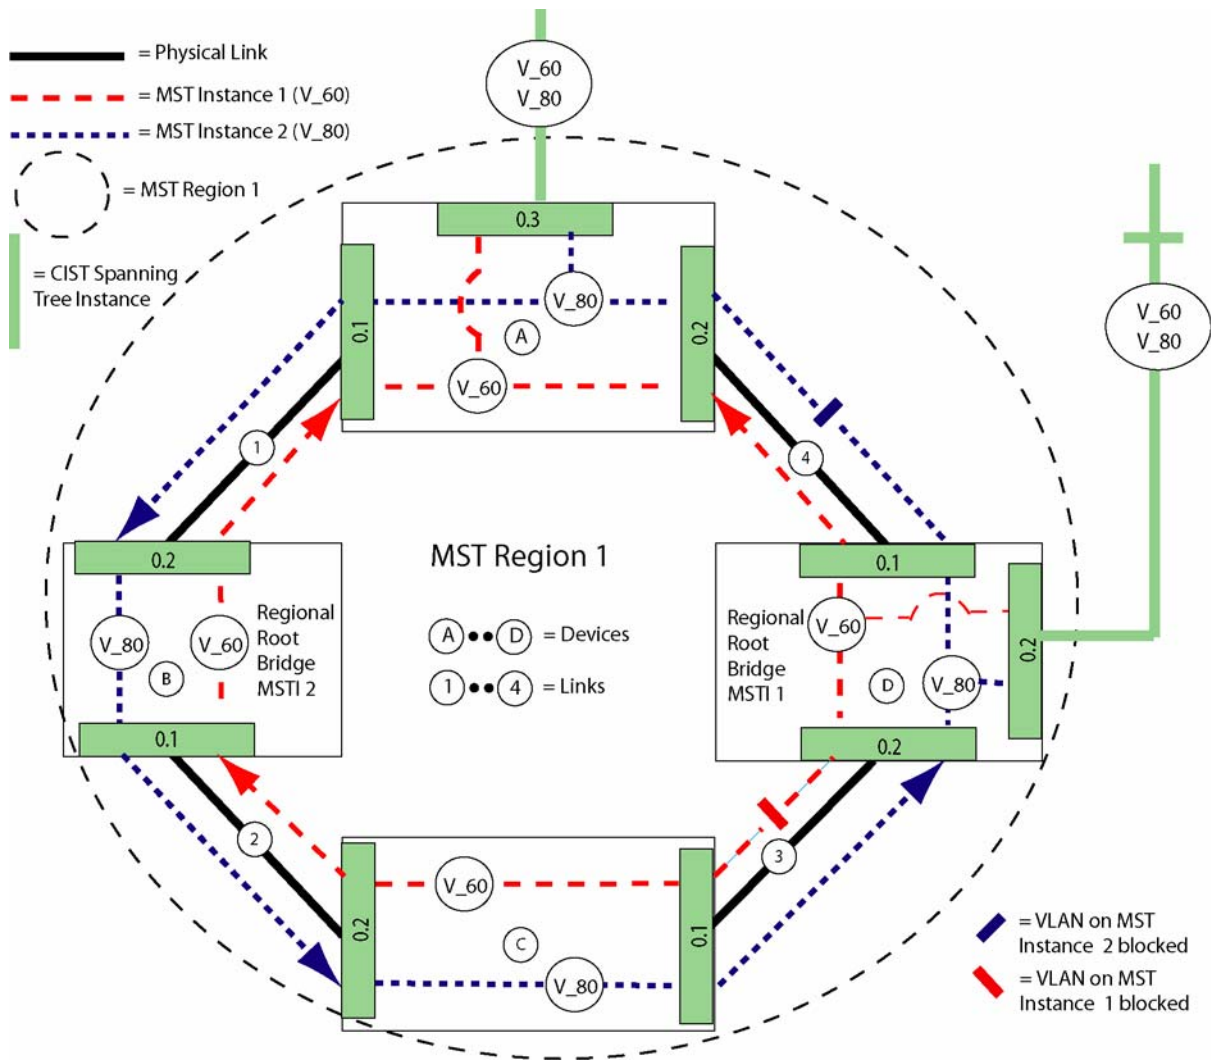 = Physical Link
= MST Instance 1 (V_60)
= MST Instance 2 (V_80)
= MST Region 1
= CIST Spanning
Tree Instance
V_60
V_80
0.3
0.1
V_80
A
V_60
0.2
V_60
V_80
1
4
0.2
V_80
V_60
B
Regional
Root
Bridge
MSTI 2
0.1
MST Region 1
A
D
= Devices
1
4
= Links
0.1
Regional
Root
Bridge
MSTI 1
V_60
D
V_80
0.2
0.2
2
3
0.2
V_60
C
V_80
0.1
= VLAN on MST
Instance 2 blocked
= VLAN on MST
Instance 1 blocked